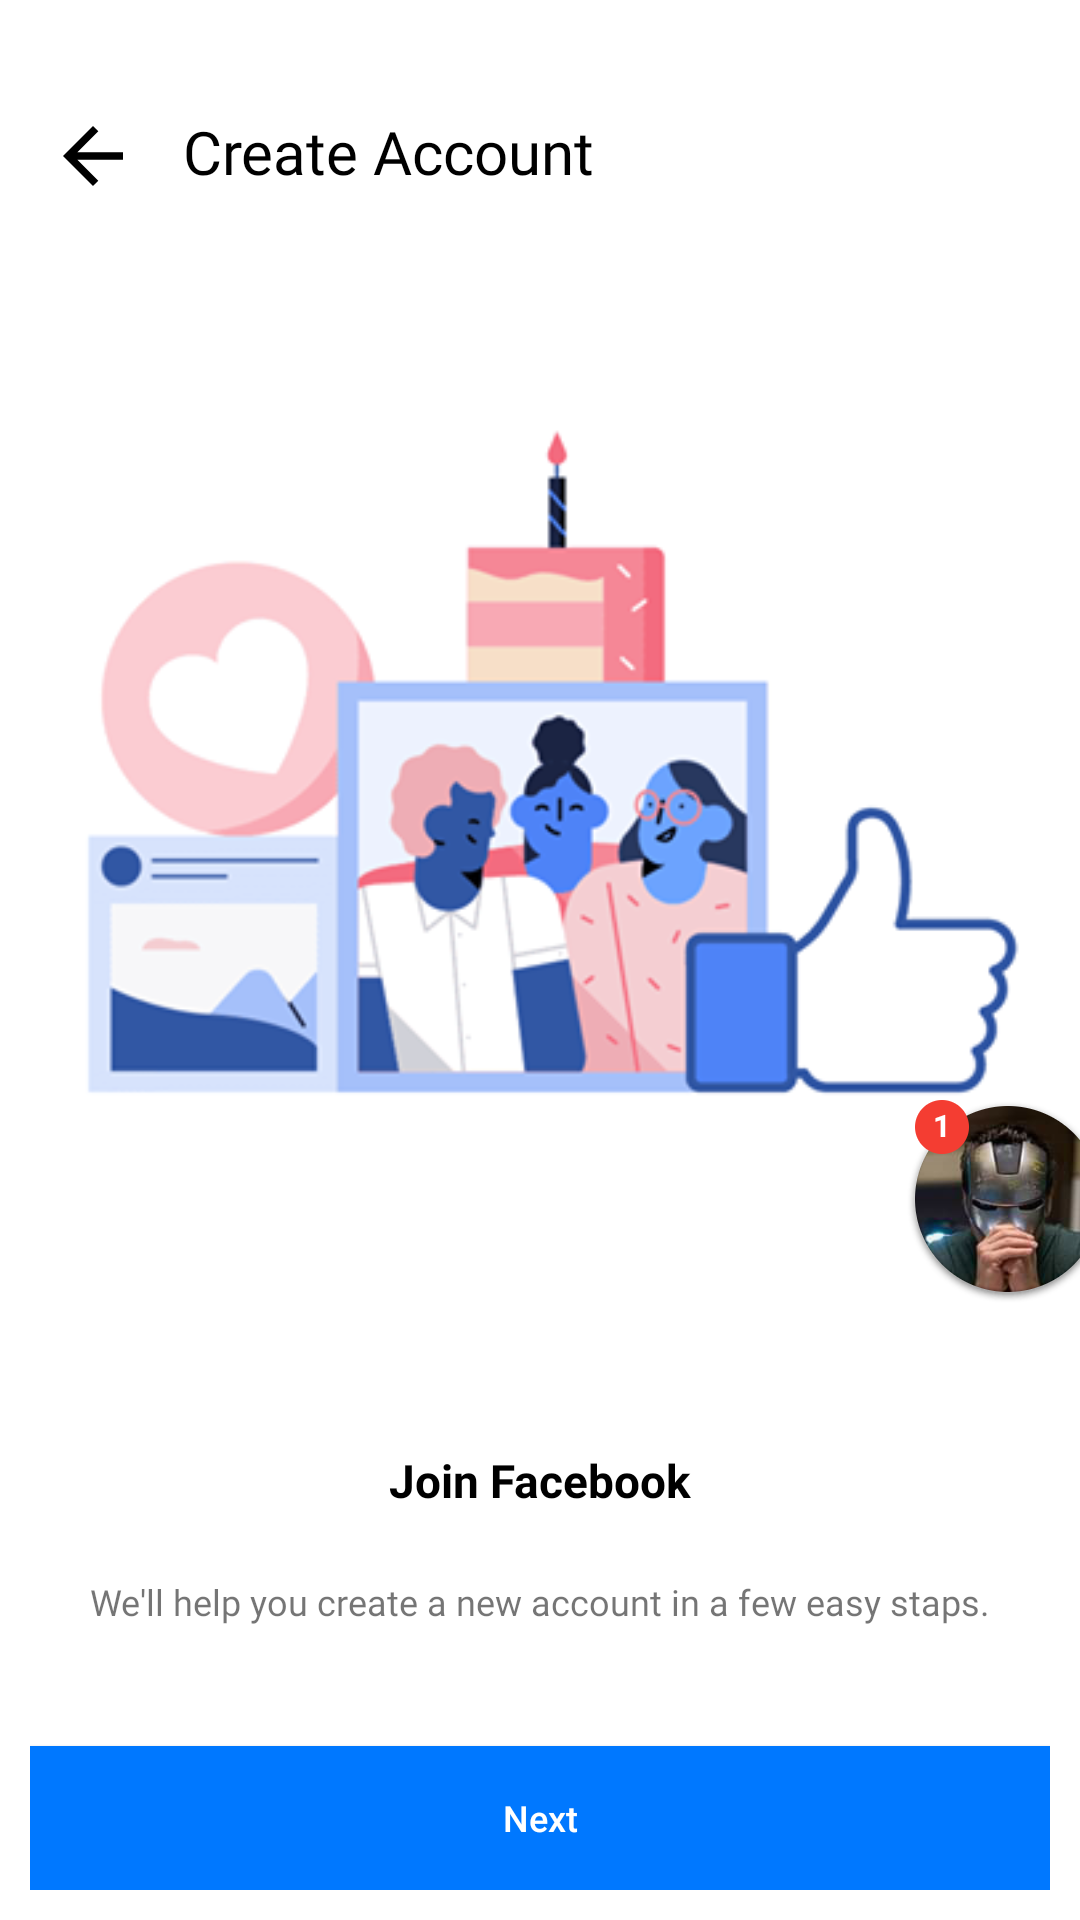 Create Account
1
Join Facebook
We'll help you create a new account in a few easy staps.
Next